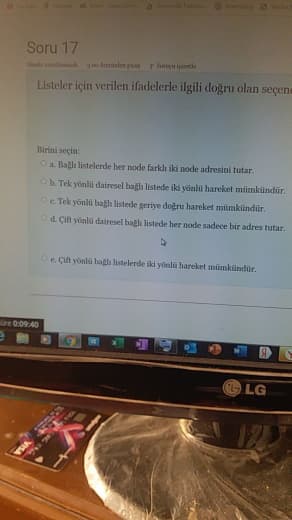 Soru 17
Listeler için verilen ifadelerle ilgili doğru olan seçene
Birini seçin:
a. Bağlı listelerde her node farklı iki node adresini tutar.
b. Tek yönlü dairesel bağlı listede iki yönlü hareket mümkündür.
c. Tek yönlü bağlı listede geriye doğru hareket mümkündür.
d. Çift yönlü dairesel bağlı listede her node sadece bir adres tutar.
e. Çift yönlü bağlı listelerde iki yönlü hareket mümkündür.
0:09:40
LG